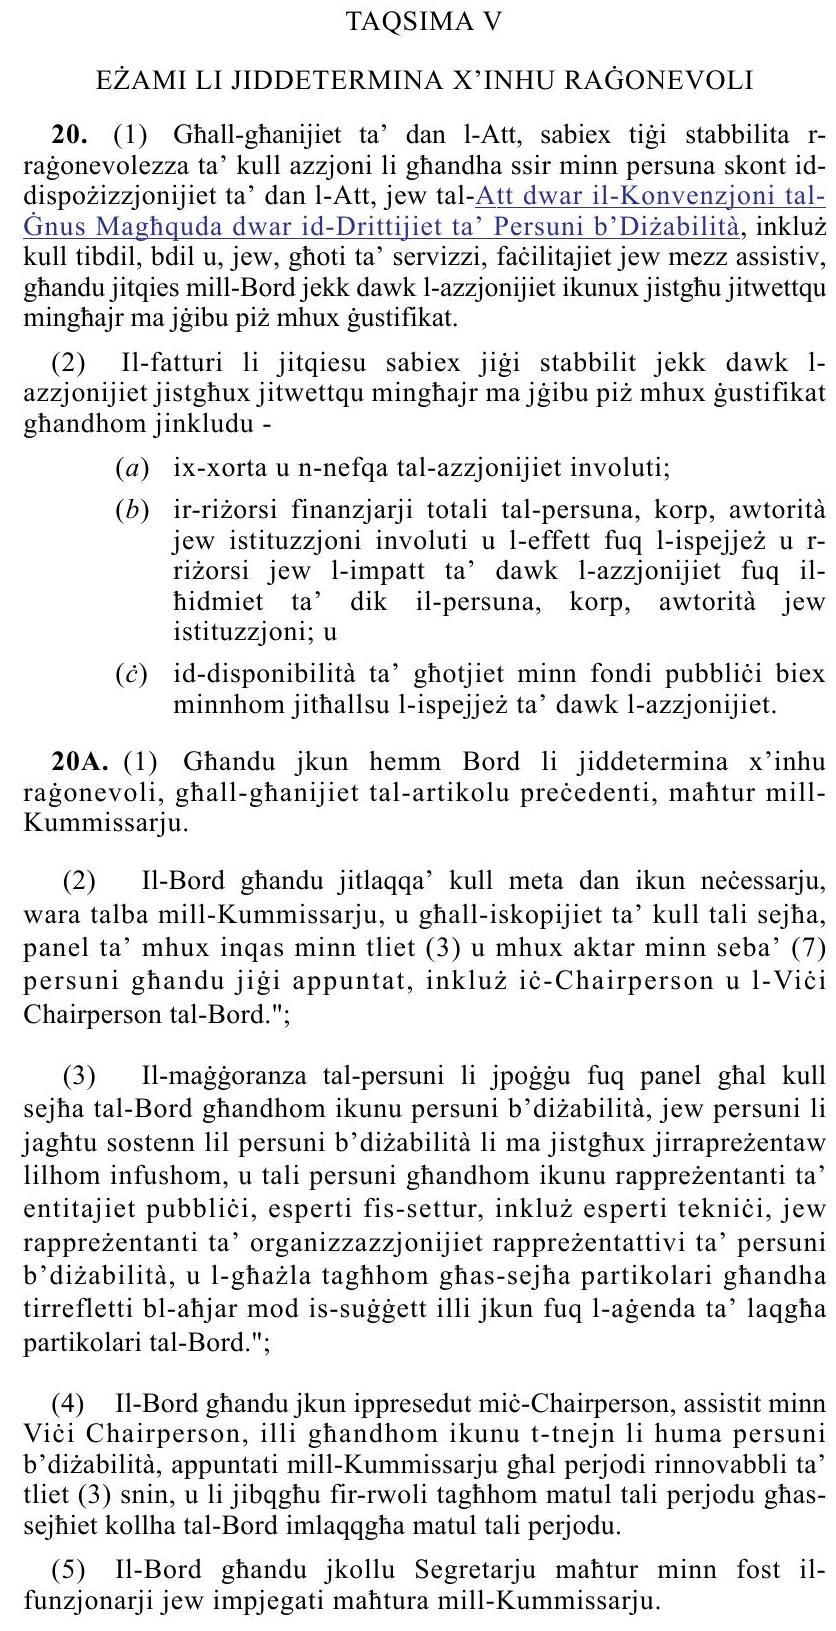 TAQSIMA V
EŻAMI LI JIDDETERMINA X’INHU RAĠONEVOLI
20. (1) Għall-għanijiet ta’ dan l-Att, sabiex tiġi stabbilita r-
raġonevolezza ta’ kull azzjoni li għandha ssir minn persuna skont id-
dispożizzjonijiet ta’ dan l-Att, jew tal-Att dwar il-Konvenzjoni tal-
Ġnus Magħquda dwar id-Drittijiet ta’ Persuni b’Diżabilità, inkluż
kull tibdil, bdil u, jew, għoti ta’ servizzi, faċilitajiet jew mezz assistiv,
għandu jitqies mill-Bord jekk dawk l-azzjonijiet ikunux jistgħu jitwettqu
mingħajr ma jġibu piż mhux ġustifikat.
(2) Il-fatturi li jitqiesu sabiex jiġi stabbilit jekk dawk l-
azzjonijiet jistgħux jitwettqu mingħajr ma jġibu piż mhux ġustifikat
għandhom jinkludu -
(a) ix-xorta u n-nefqa tal-azzjonijiet involuti;
(b) ir-riżorsi finanzjarji totali tal-persuna, korp, awtorità
jew istituzzjoni involuti u l-effett fuq l-ispejjeż u r-
riżorsi jew l-impatt ta’ dawk l-azzjonijiet fuq il-
ħidmiet ta’ dik il-persuna, korp, awtorità jew
istituzzjoni; u
(ċ) id-disponibilità ta’ għotjiet minn fondi pubbliċi biex
minnhom jitħallsu l-ispejjeż ta’ dawk l-azzjonijiet.
20A. (1) Għandu jkun hemm Bord li jiddetermina x’inhu
raġonevoli, għall-għanijiet tal-artikolu preċedenti, maħtur mill-
Kummissarju.
(2) Il-Bord għandu jitlaqqa’ kull meta dan ikun neċessarju,
wara talba mill-Kummissarju, u għall-iskopijiet ta’ kull tali sejħa,
panel ta’ mhux inqas minn tliet (3) u mhux aktar minn seba’ (7)
persuni għandu jiġi appuntat, inkluż iċ-Chairperson u l-Viċi
Chairperson tal-Bord.";
(3) Il-maġġoranza tal-persuni li jpoġġu fuq panel għal kull
sejħa tal-Bord għandhom ikunu persuni b’diżabilità, jew persuni li
jagħtu sostenn lil persuni b’diżabilità li ma jistgħux jirrapreżentaw
lilhom infushom, u tali persuni għandhom ikunu rappreżentanti ta’
entitajiet pubbliċi, esperti fis-settur, inkluż esperti tekniċi, jew
rappreżentanti ta’ organizzazzjonijiet rappreżentattivi ta’ persuni
b’diżabilità, u l-għażla tagħhom għas-sejħa partikolari għandha
tirrefletti bl-aħjar mod is-suġġett illi jkun fuq l-aġenda ta’ laqgħa
partikolari tal-Bord.";
(4) Il-Bord għandu jkun ippresedut miċ-Chairperson, assistit minn
Viċi Chairperson, illi għandhom ikunu t-tnejn li huma persuni
b’diżabilità, appuntati mill-Kummissarju għal perjodi rinnovabbli ta’
tliet (3) snin, u li jibqgħu fir-rwoli tagħhom matul tali perjodu għas-
sejħiet kollha tal-Bord imlaqqgħa matul tali perjodu.
(5) Il-Bord għandu jkollu Segretarju maħtur minn fost il-
funzjonarji jew impjegati maħtura mill-Kummissarju.